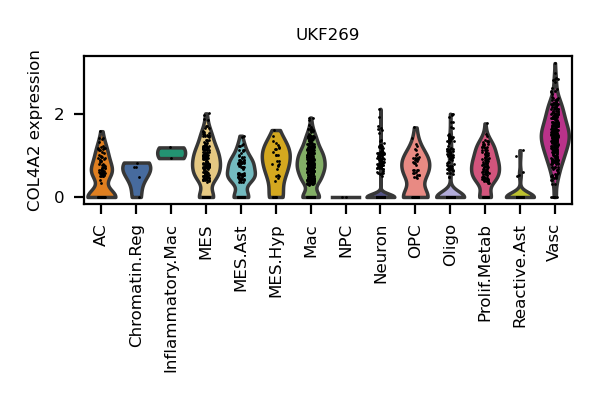 UKF269
COL4A2 expression
2
0
AC
Chromatin.Reg
Inflammatory.Mac
MES
MES.Ast
MES.Hyp
Mac
NPC
Neuron
OPC
Oligo
Prolif.Metab
Reactive.Ast
Vasc